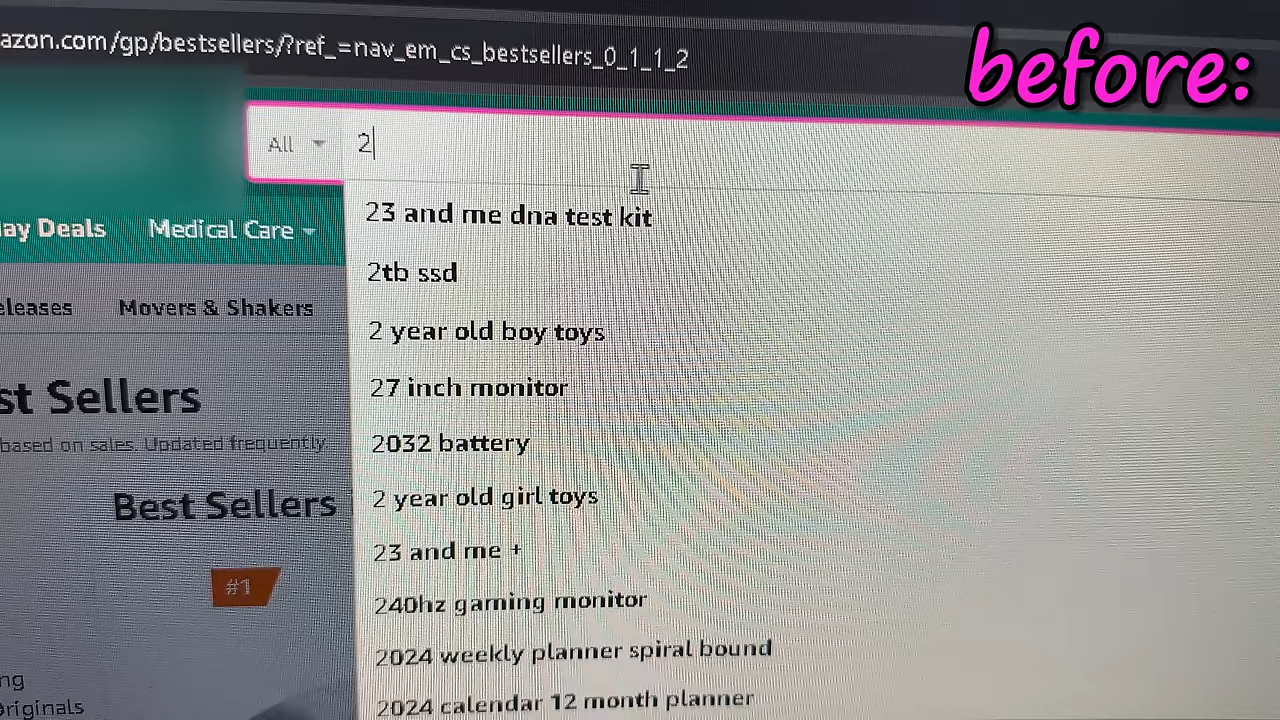 azon.com/gp/bestsellers/?ref_=nav_em_cs_bestsellers_0_1_1_2
before:
All 2
23 and me dna test kit
ay Deals Medical Care
2tb ssd
eleases Movers & Shakers
2 year old boy toys
27 inch monitor
st Sellers
based on sales. Updated frequently.
2032 battery
Best Sellers
2 year old girl toys
23 and me +
#1
240hz gaming monitor
2024 weekly planner spiral bound
ng
Originals
2024 calendar 12 month planner